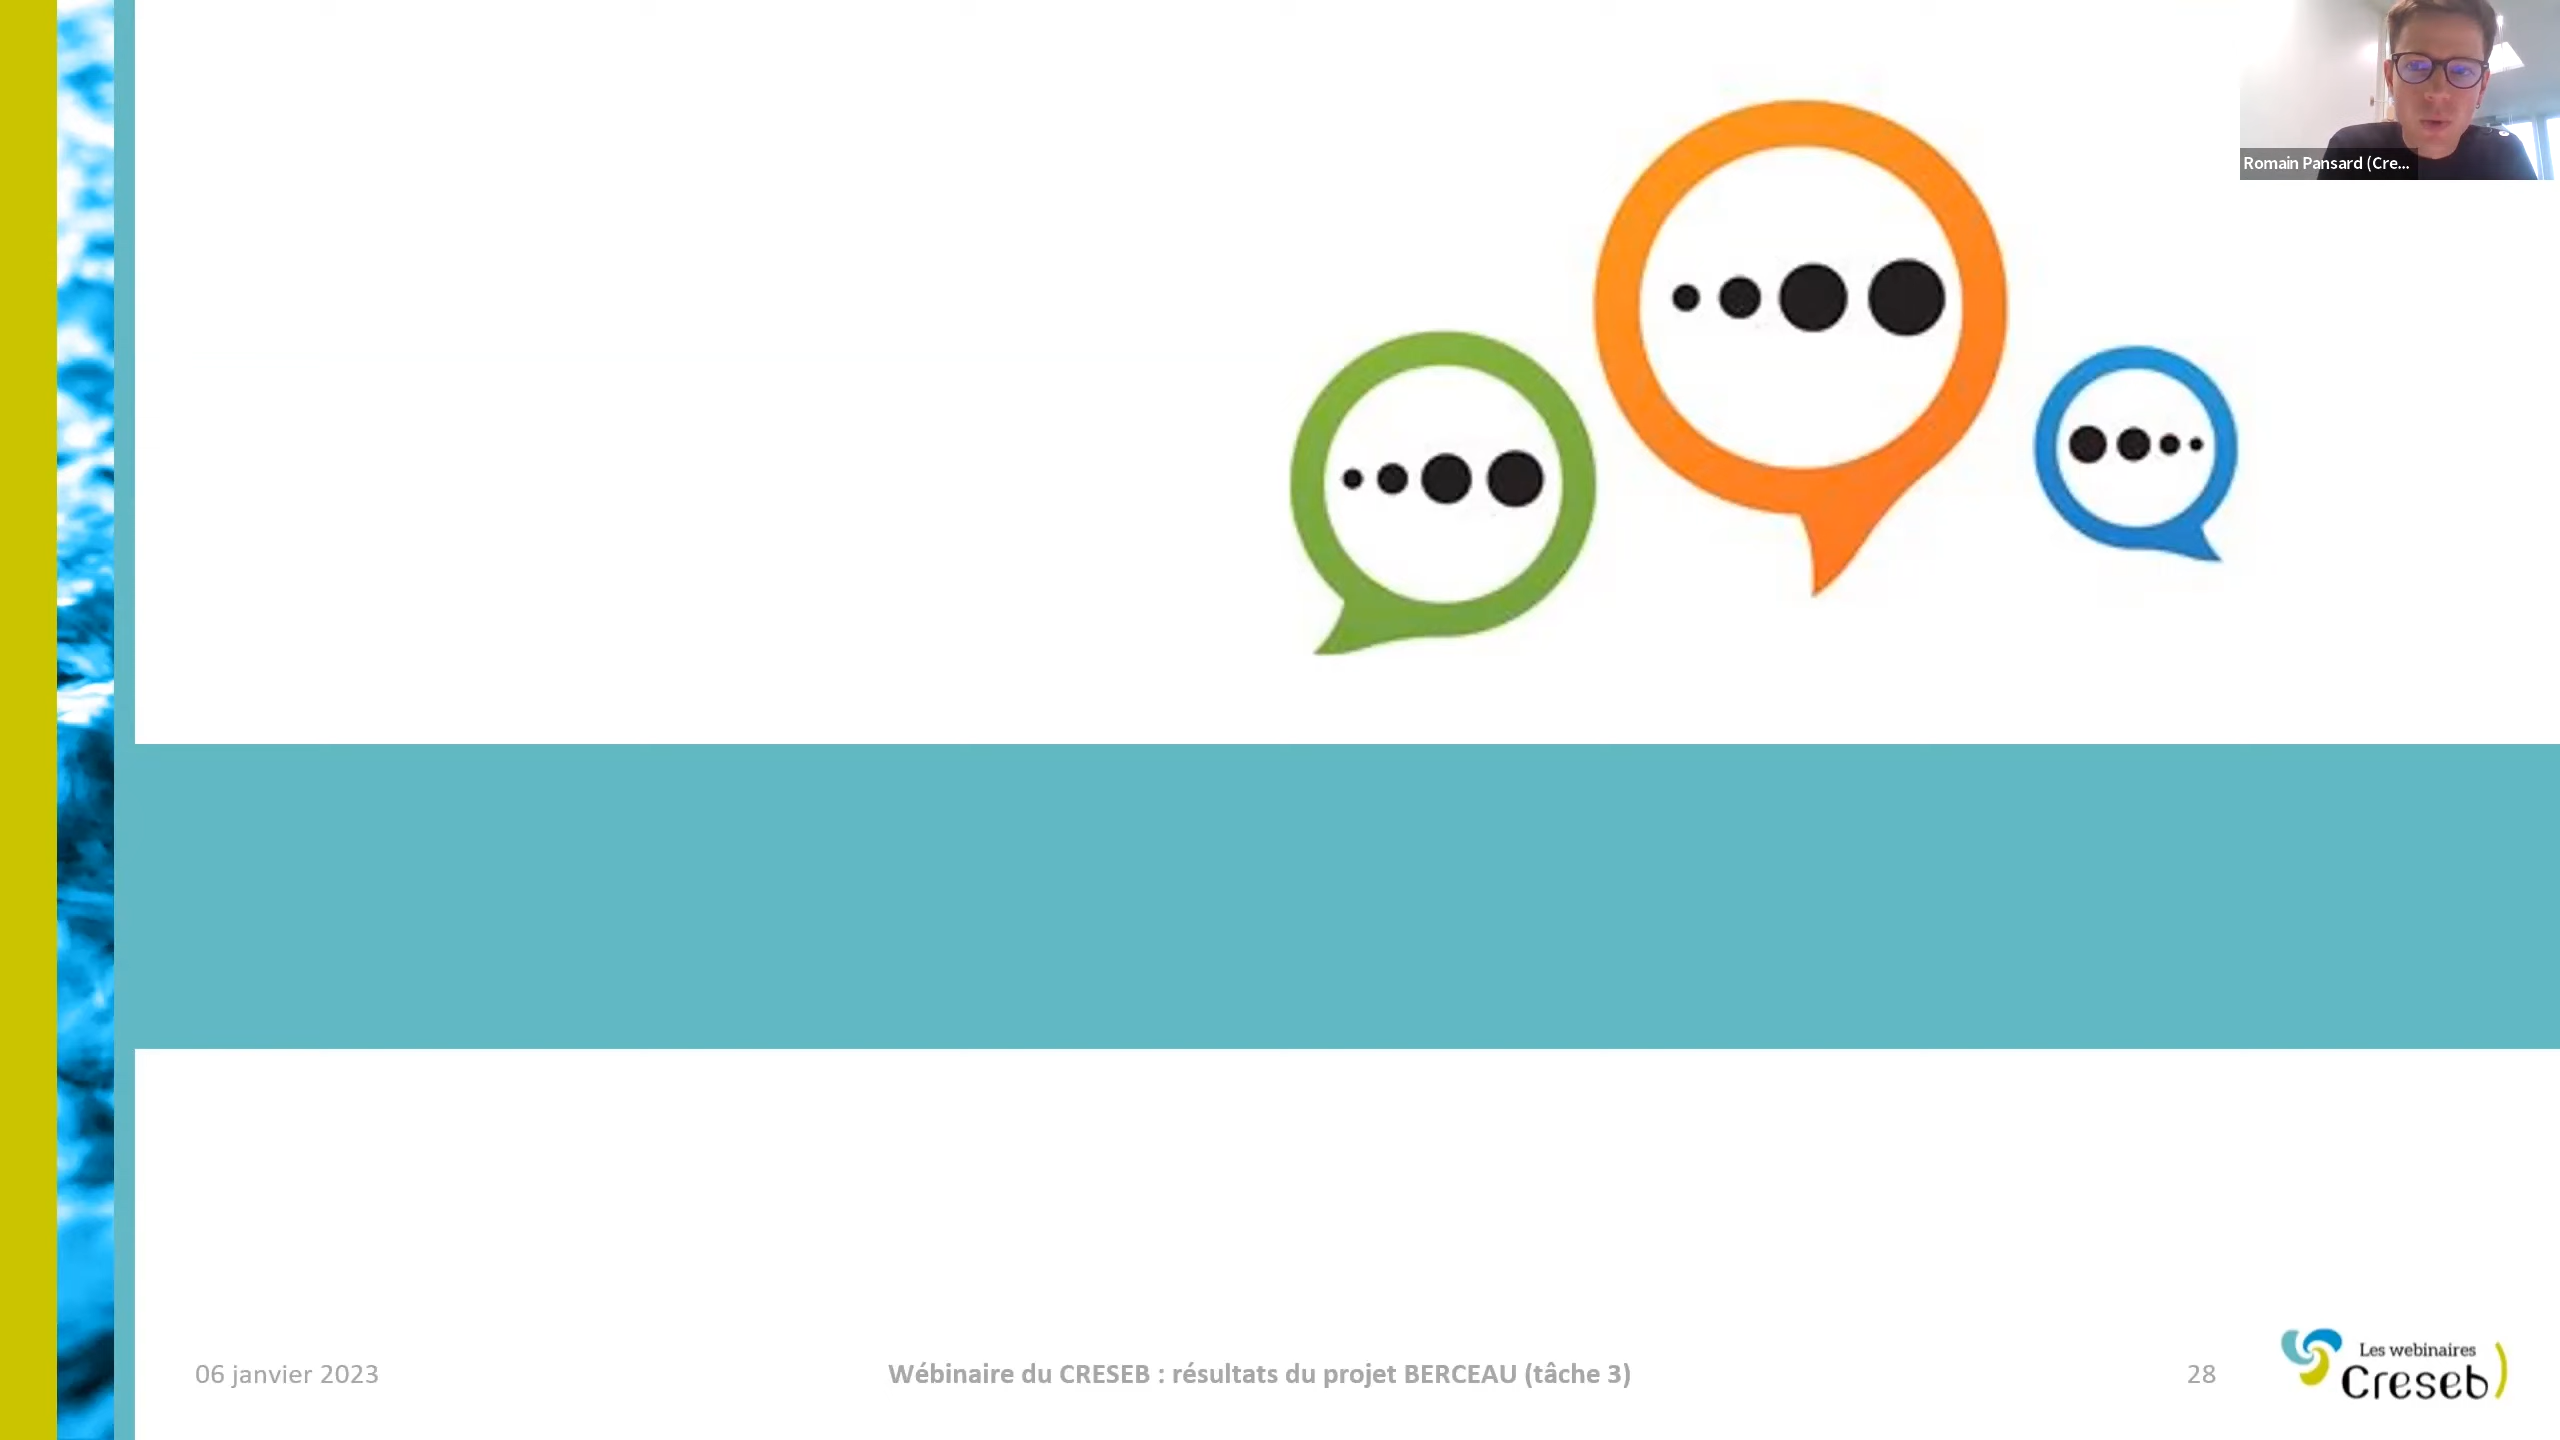 Romain Pansard (Cre...
06 janvier 2023
Wébinaire du CRESEB : résultats du projet BERCEAU (tâche 3)
28
Les webinaires
Creseb